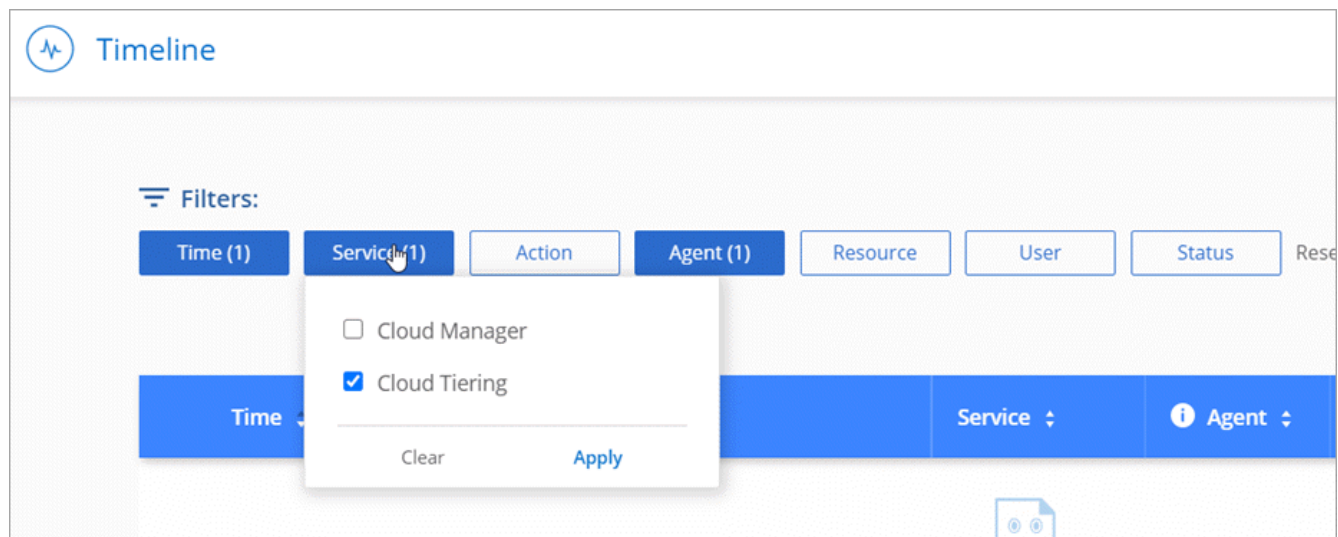 Timeline
Filters:
Time (1) Service (1) Action Agent (1) Resource User Status Rese
Cloud Manager
Cloud Tiering
Time Service Agent
Clear Apply